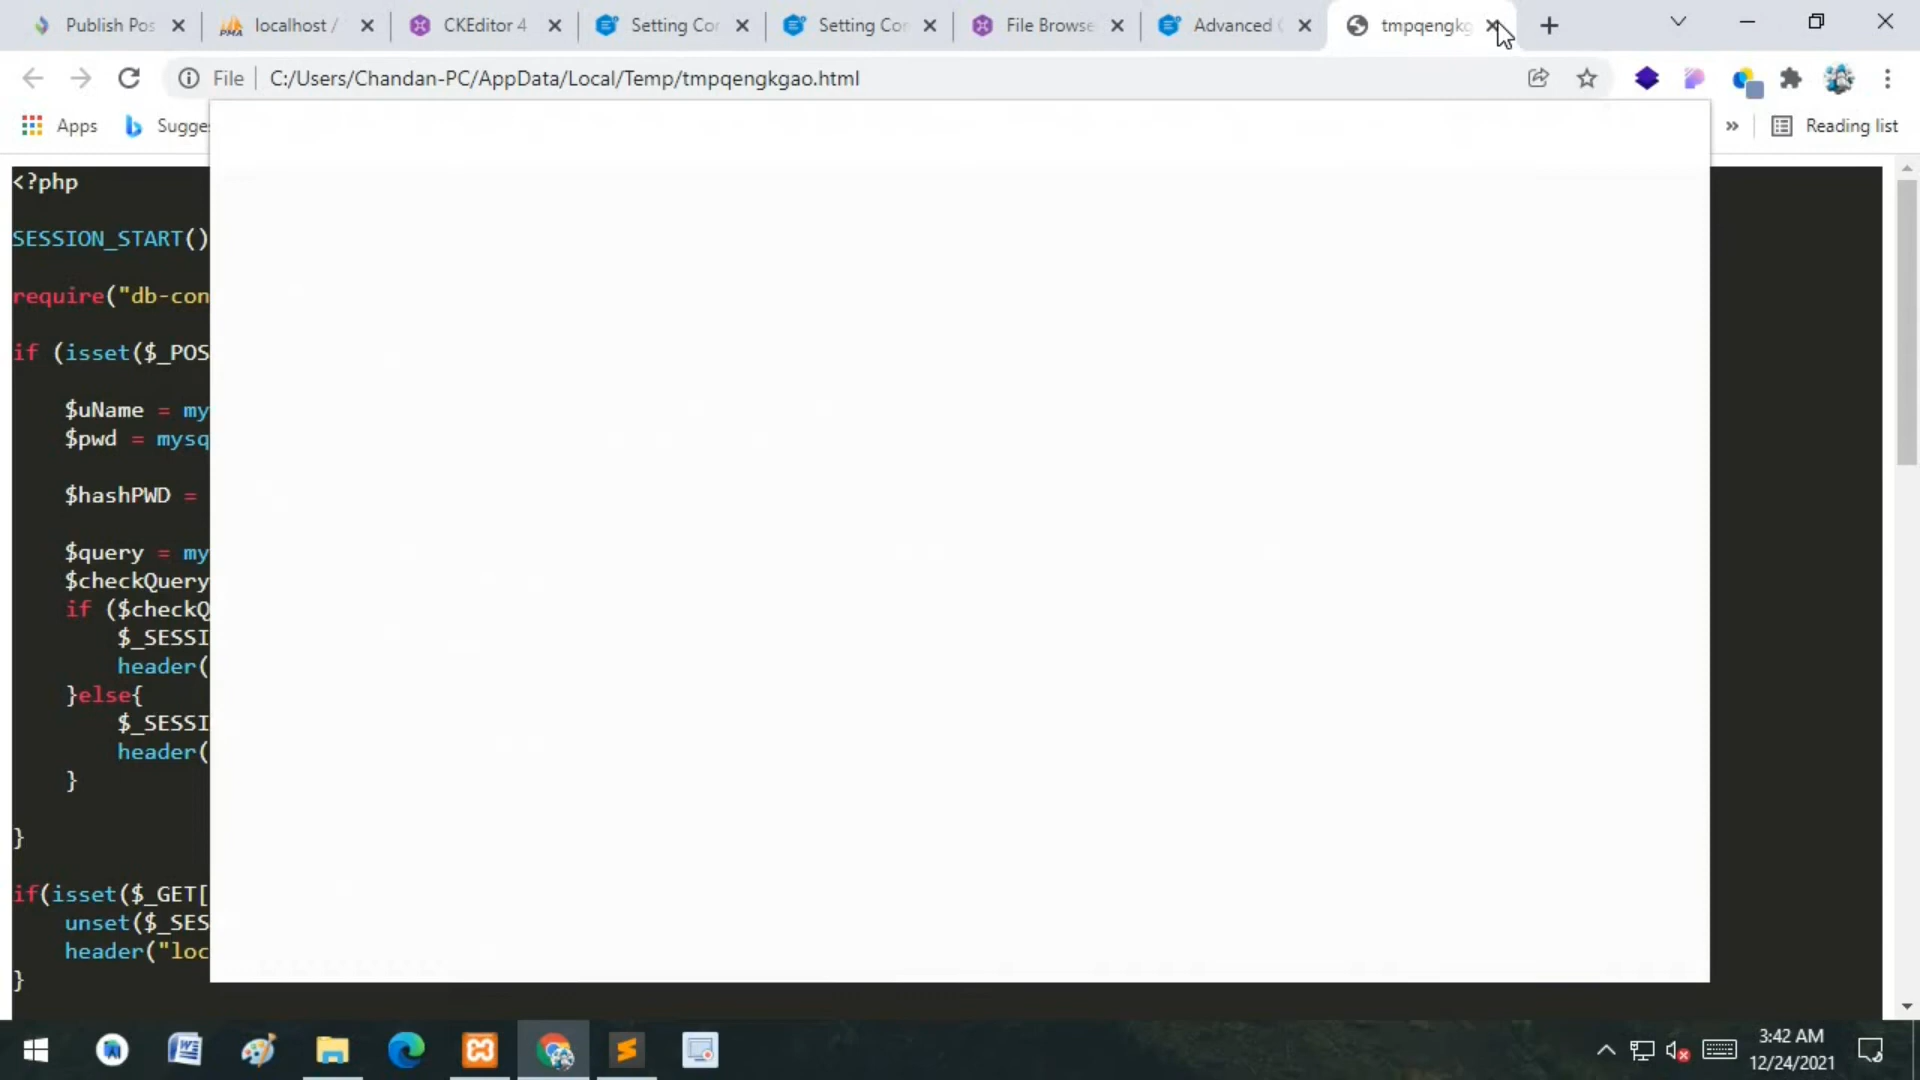 Publish Pos
localhost /
CKEditor 4
Setting Cor
Setting Cor
File Browse
Advanced
tmpqengkg
File
C:/Users/Chandan-PC/AppData/Local/Temp/tmpqengkgao.html
Apps
Sugge
»
Reading list
<?php
SESSION_START()
require("db-con
if (isset($_POS
$uName = my
$pwd = mysq
$hashPWD =
$query = my
$checkQuery
if ($checkQ
$_SESSI
header(
}else{
$_SESSI
header(
}
}
if(isset($_GET[
unset($_SES
header("loc
}
3:42 AM
12/24/2021